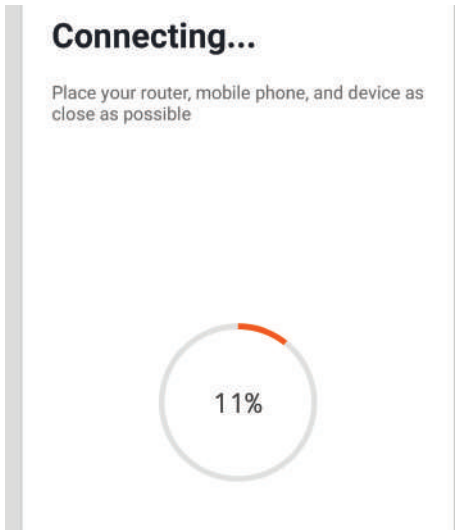 Connecting...
Place your router, mobile phone, and device as
close as possible
11%